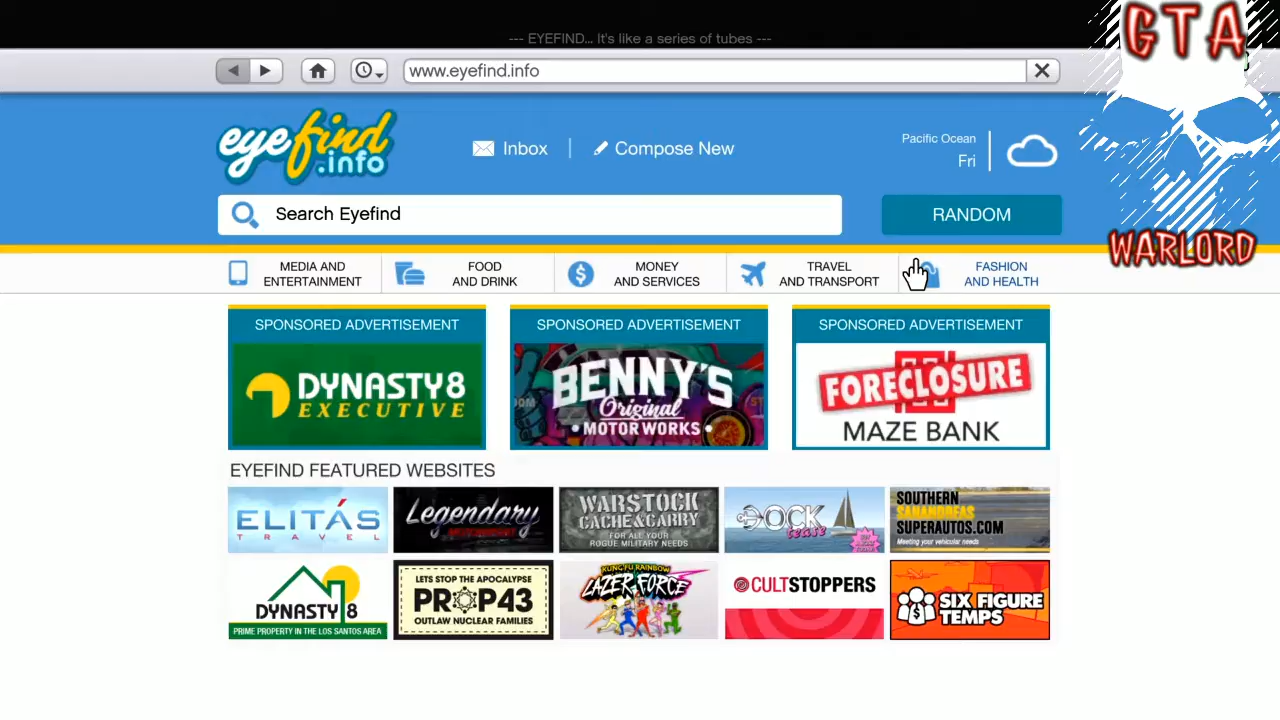 --- EYEFIND... It's like a series of tubes ---
GTA
www.eyefind.info
eyefind
.info
Inbox
Compose New
Pacific Ocean
Fri
Search Eyefind
RANDOM
WARLORD
MEDIA AND
ENTERTAINMENT
FOOD
AND DRINK
MONEY
AND SERVICES
TRAVEL
AND TRANSPORT
FASHION
AND HEALTH
SPONSORED ADVERTISEMENT
SPONSORED ADVERTISEMENT
SPONSORED ADVERTISEMENT
DYNASTY8
EXECUTIVE
BENNY'S
Original
MOTOR WORKS
FORECLOSURE
MAZE BANK
EYEFIND FEATURED WEBSITES
ELITÁS
TRAVEL
Legendary
WARSTOCK
CACHE&CARRY
FOR ALL YOUR
ROGUE MILITARY NEEDS
DOCK
tease
SOUTHERN
SANANDREAS
SUPERAUTOS.COM
Meeting your vehicular needs
DYNASTY 8
PRIME PROPERTY IN THE LOS SANTOS AREA
LETS STOP THE APOCALYPSE
PROP43
OUTLAW NUCLEAR FAMILIES
KUNG FU RAINBOW
LAZER FORCE
CULTSTOPPERS
SIX FIGURE
TEMPS